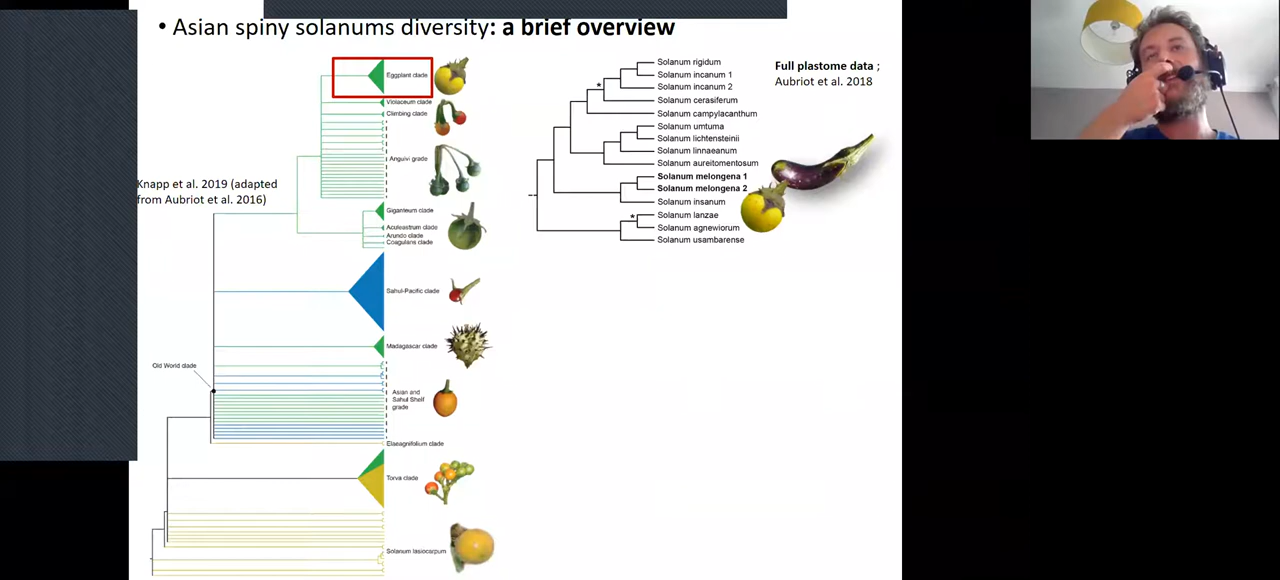 • Asian spiny solanums diversity: a brief overview
Eggplant clade
Violaceum clade
Climbing clade
Anguivi grade
Knapp et al. 2019 (adapted
from Aubriot et al. 2016)
Giganteum clade
Aculeastrum clade
Arundo clade
Coagulans clade
Sahul-Pacific clade
Madagascar clade
Old World clade
Asian and
Sahul Shelf
grade
Elaeagnifolium clade
Torva clade
Solanum lasiocarpum
Solanum rigidum
Solanum incanum 1
* Solanum incanum 2
Solanum cerasiferum
Solanum campylacanthum
Solanum umtuma
Solanum lichtensteinii
Solanum linnaeanum
Solanum aureitomentosum
Solanum melongena 1
Solanum melongena 2
Solanum insanum
* Solanum lanzae
Solanum agnewiorum
Solanum usambarense
Full plastome data ;
Aubriot et al. 2018